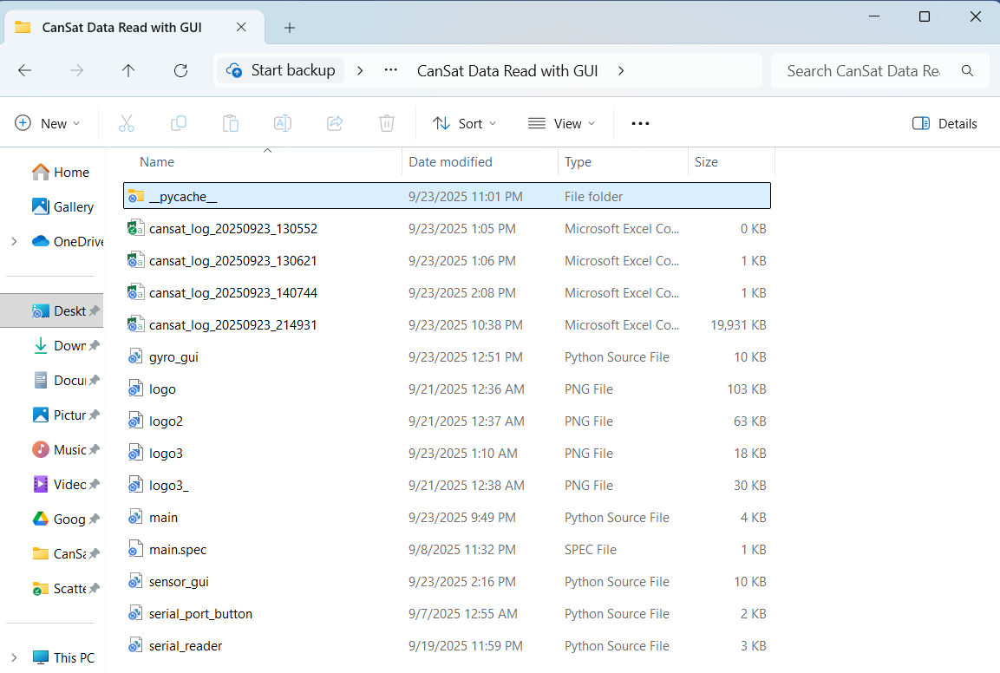 CanSat Data Read with GUI
Start backup > ... CanSat Data Read with GUI > Search CanSat Data Re
New Sort View ... Details
Name Date modified Type Size
Home
Gallery
OneDrive
Deskt
Down
Docu
Pictur
Music
Videc
Goog
CanSa
Scatte
This PC
__pycache__ 9/23/2025 11:01 PM File folder
cansat_log_20250923_130552 9/23/2025 1:05 PM Microsoft Excel Co... 0 KB
cansat_log_20250923_130621 9/23/2025 1:06 PM Microsoft Excel Co... 1 KB
cansat_log_20250923_140744 9/23/2025 2:08 PM Microsoft Excel Co... 1 KB
cansat_log_20250923_214931 9/23/2025 10:38 PM Microsoft Excel Co... 19,931 KB
gyro_gui 9/23/2025 12:51 PM Python Source File 10 KB
logo 9/21/2025 12:36 AM PNG File 103 KB
logo2 9/21/2025 12:37 AM PNG File 63 KB
logo3 9/23/2025 1:10 AM PNG File 18 KB
logo3_ 9/21/2025 12:38 AM PNG File 30 KB
main 9/23/2025 9:49 PM Python Source File 4 KB
main.spec 9/8/2025 11:32 PM SPEC File 1 KB
sensor_gui 9/23/2025 2:16 PM Python Source File 10 KB
serial_port_button 9/7/2025 12:55 AM Python Source File 2 KB
serial_reader 9/19/2025 11:59 PM Python Source File 3 KB